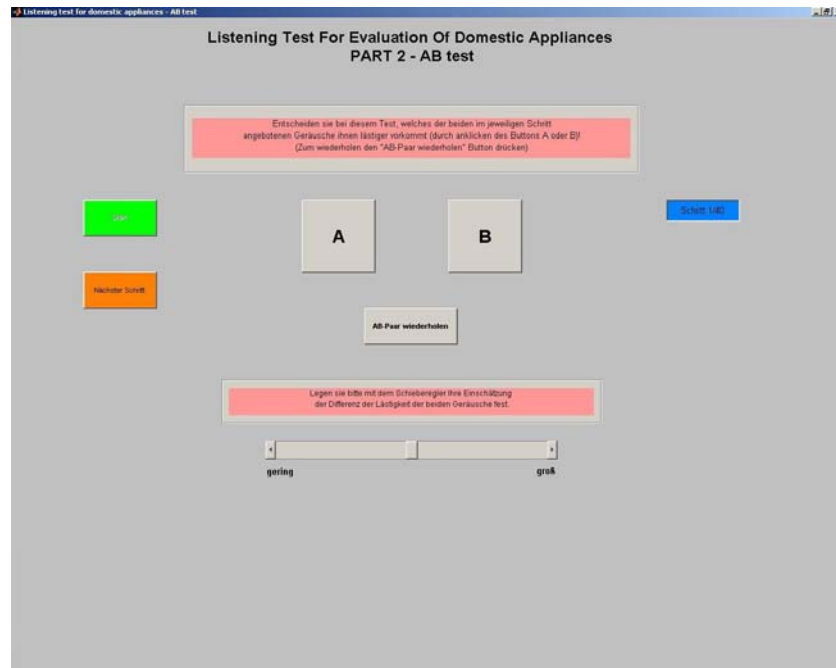 Listening test for domestic appliances - AB test
Listening Test For Evaluation Of Domestic Appliances
PART 2 - AB test
Entscheiden sie bei diesem Test, welches der beiden im jeweiligen Schritt
angebotenen Geräusche ihnen lästiger vorkommt (durch anklicken des Buttons A oder B)!
(Zum wiederholen den "AB-Paar wiederholen" Button drücken)
Start
Schritt 1/40
A
B
Nächster Schritt
AB-Paar wiederholen
Legen sie bitte mit dem Schieberegler Ihre Einschätzung
der Differenz der Lästigkeit der beiden Geräusche fest.
gering
groß